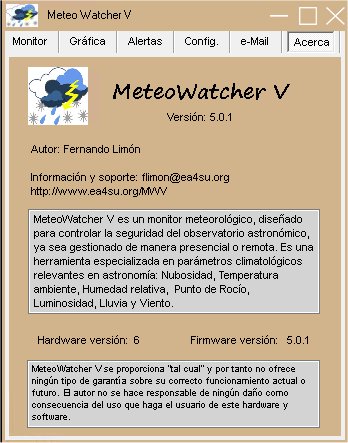 Meteo Watcher V
Monitor Gráfica Alertas Config. e-Mail Acerca
MeteoWatcher V
Versión: 5.0.1
Autor: Fernando Limón
Información y soporte: flimon@ea4su.org
http://www.ea4su.org/MWV
MeteoWatcher V es un monitor meteorológico, diseñado
para controlar la seguridad del observatorio astronómico,
ya sea gestionado de manera presencial o remota. Es una
herramienta especializada en parámetros climatológicos
relevantes en astronomía: Nubosidad, Temperatura
ambiente, Humedad relativa, Punto de Rocío,
Luminosidad, Lluvia y Viento.
Hardware versión: 6 Firmware versión: 5.0.1
MeteoWatcher V se proporciona "tal cual" y por tanto no ofrece
ningún tipo de garantía sobre su correcto funcionamiento actual o
futuro. El autor no se hace responsable de ningún daño como
consecuencia del uso que haga el usuario de este hardware y
software.